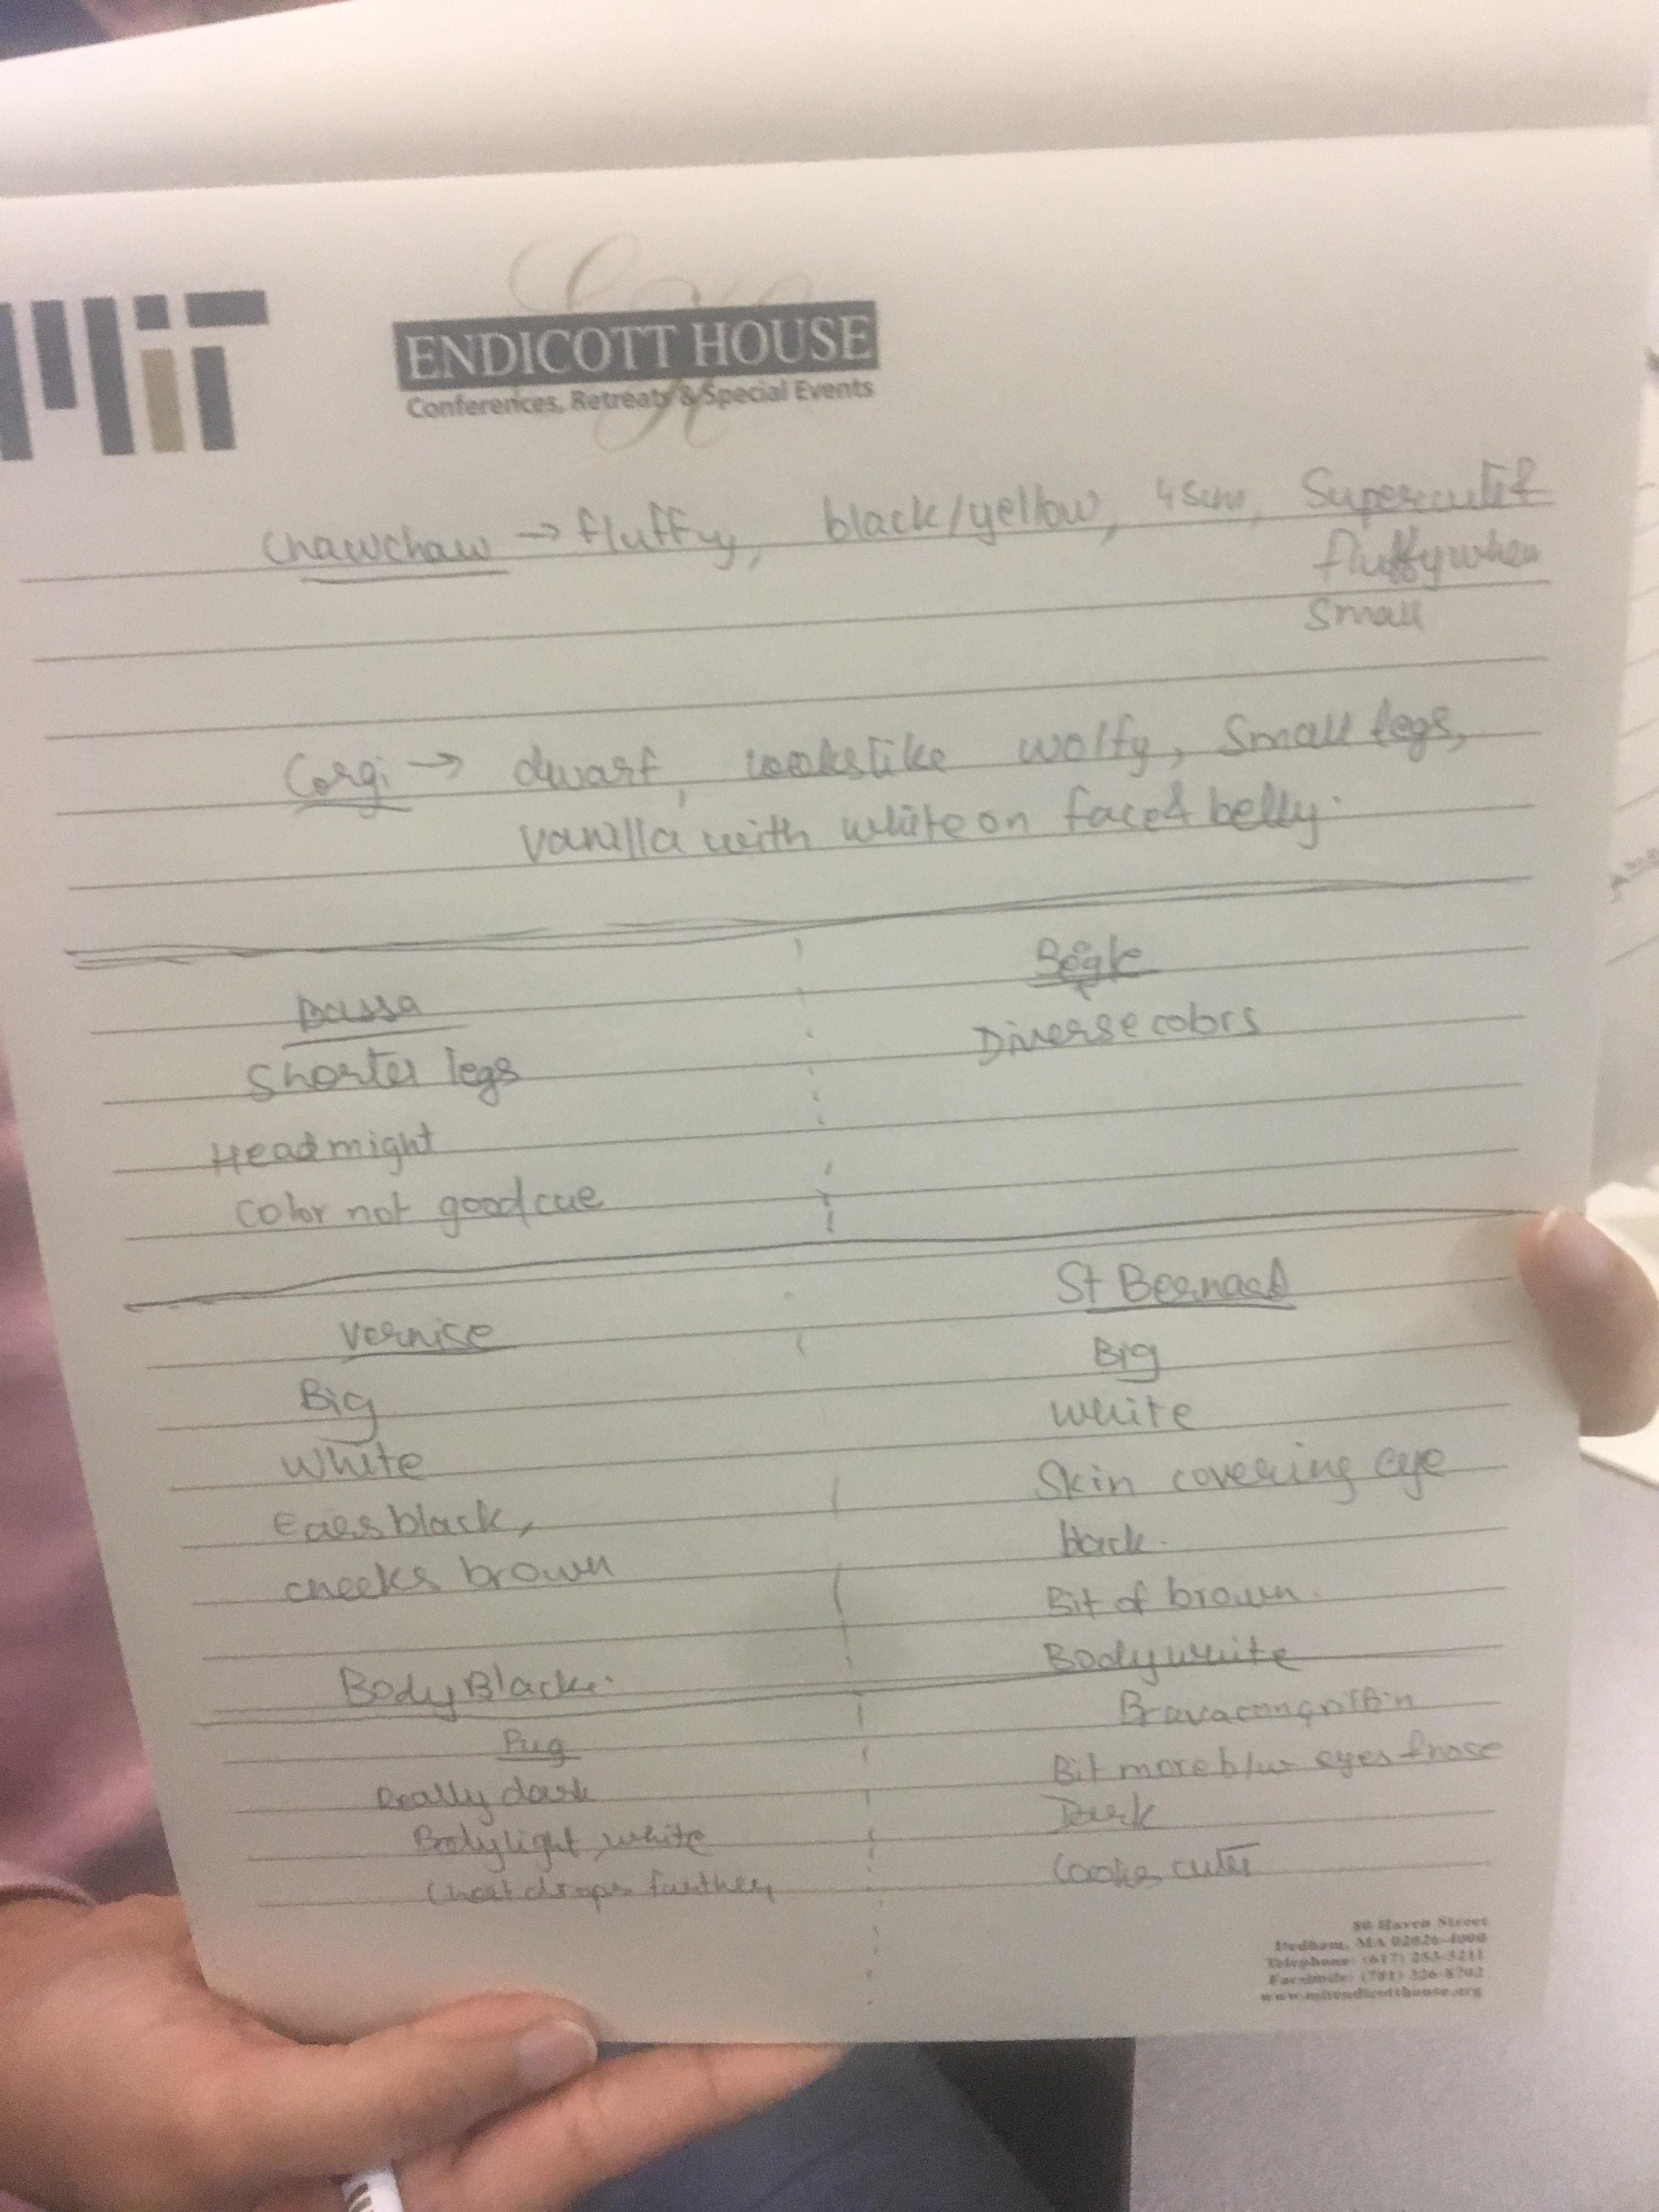 MIT
ENDICOTT HOUSE
Conferences, Retreats & Special Events
Chawchaw → fluffy, black/yellow, 45cm, Supercute &
fluffy when
Small
Corgi → dwarf, looks like wolfy, Small legs,
vanilla with white on face & belly.
Bassa
Shorter legs
Head might
color not good cue
Begle
Diverse colors
Vernise
Big
White
Ears black,
cheeks brown
Body Black.
St Bernard
Big
White
Skin covering eye
black.
Bit of brown.
Body white
Pug
Really dark
Body light, white
Chest drops further
Bit more b/w eyes & nose
Dark
Looks cuter
80 Haven Street
Dedham, MA 02026-4000
Telephone: (617) 253-5211
Facsimile: (781) 326-8702
www.mitendicotthouse.org